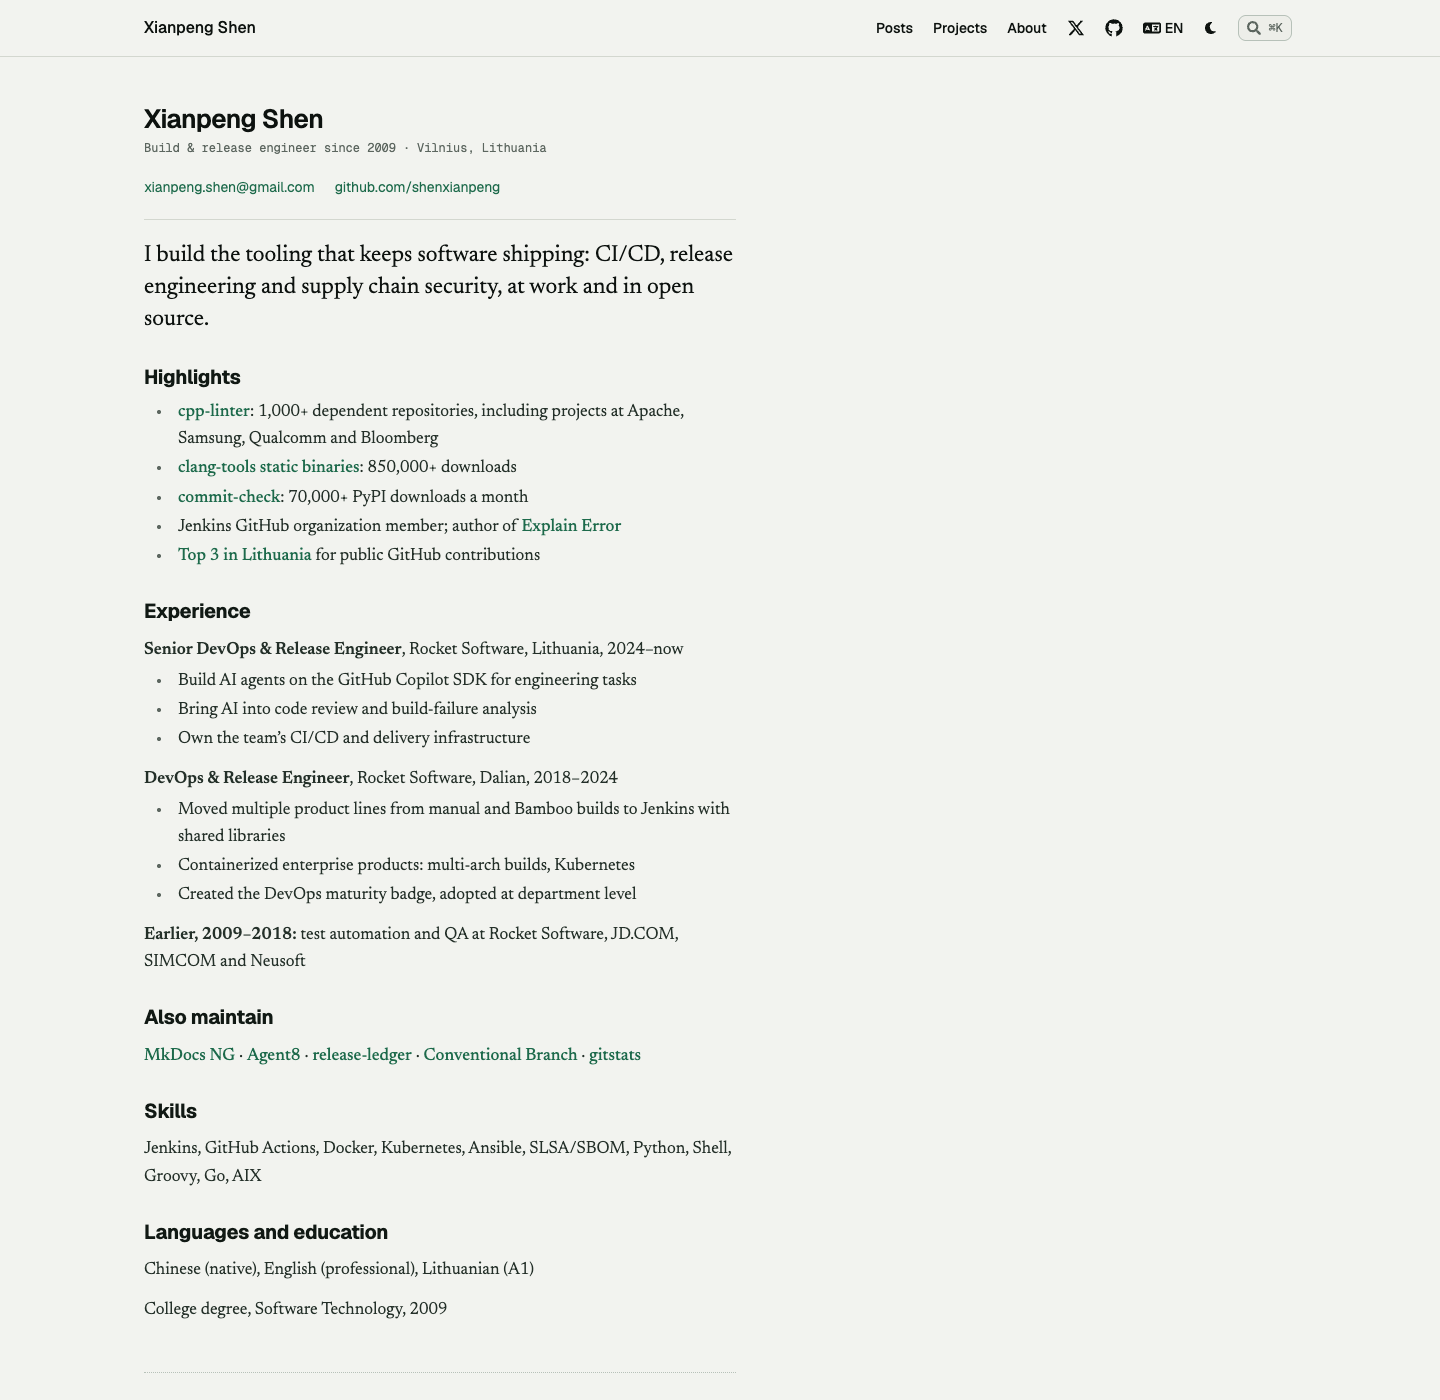 Xianpeng Shen
Posts Projects About EN ⌘K
Xianpeng Shen
Build & release engineer since 2009 · Vilnius, Lithuania
xianpeng.shen@gmail.com github.com/shenxianpeng
I build the tooling that keeps software shipping: CI/CD, release
engineering and supply chain security, at work and in open
source.
Highlights
• cpp-linter: 1,000+ dependent repositories, including projects at Apache,
Samsung, Qualcomm and Bloomberg
• clang-tools static binaries: 850,000+ downloads
• commit-check: 70,000+ PyPI downloads a month
• Jenkins GitHub organization member; author of Explain Error
• Top 3 in Lithuania for public GitHub contributions
Experience
Senior DevOps & Release Engineer, Rocket Software, Lithuania, 2024–now
• Build AI agents on the GitHub Copilot SDK for engineering tasks
• Bring AI into code review and build-failure analysis
• Own the team’s CI/CD and delivery infrastructure
DevOps & Release Engineer, Rocket Software, Dalian, 2018–2024
• Moved multiple product lines from manual and Bamboo builds to Jenkins with
shared libraries
• Containerized enterprise products: multi-arch builds, Kubernetes
• Created the DevOps maturity badge, adopted at department level
Earlier, 2009–2018: test automation and QA at Rocket Software, JD.COM,
SIMCOM and Neusoft
Also maintain
MkDocs NG · Agent8 · release-ledger · Conventional Branch · gitstats
Skills
Jenkins, GitHub Actions, Docker, Kubernetes, Ansible, SLSA/SBOM, Python, Shell,
Groovy, Go, AIX
Languages and education
Chinese (native), English (professional), Lithuanian (A1)
College degree, Software Technology, 2009